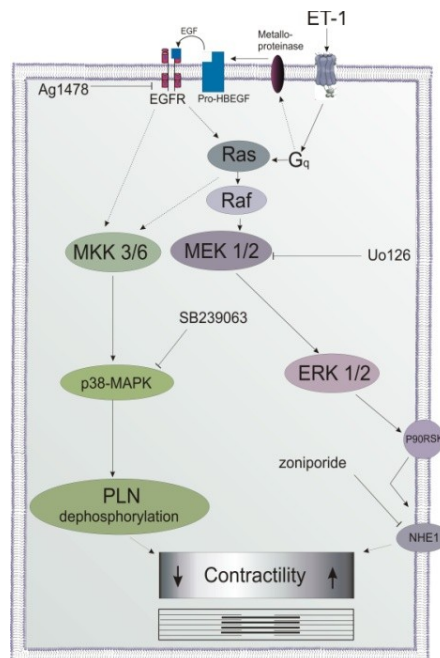 ET-1
Metallo-
proteinase
EGF
Pro-HBEGF
Ag1478
EGFR
Ras
Gq
Raf
MKK 3/6
MEK 1/2
Uo126
SB239063
p38-MAPK
ERK 1/2
P90RSK
zoniporide
PLN
dephosphorylation
NHE1
Contractility